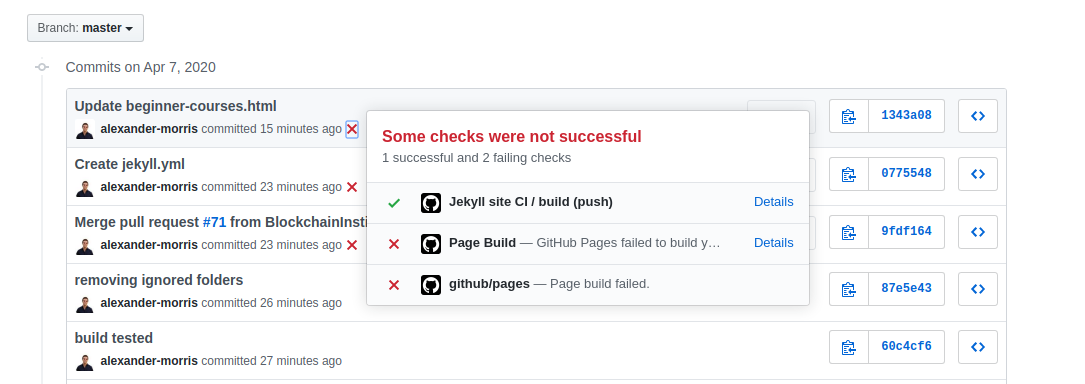 Branch: master
Commits on Apr 7, 2020
Update beginner-courses.html
alexander-morris committed 15 minutes ago
1343a08
Some checks were not successful
1 successful and 2 failing checks
Jekyll site CI / build (push) Details
Page Build — GitHub Pages failed to build y… Details
github/pages — Page build failed.
Create jekyll.yml
alexander-morris committed 23 minutes ago
0775548
Merge pull request #71 from BlockchainInsti
alexander-morris committed 23 minutes ago
9fdf164
removing ignored folders
alexander-morris committed 26 minutes ago
87e5e43
build tested
alexander-morris committed 27 minutes ago
60c4cf6